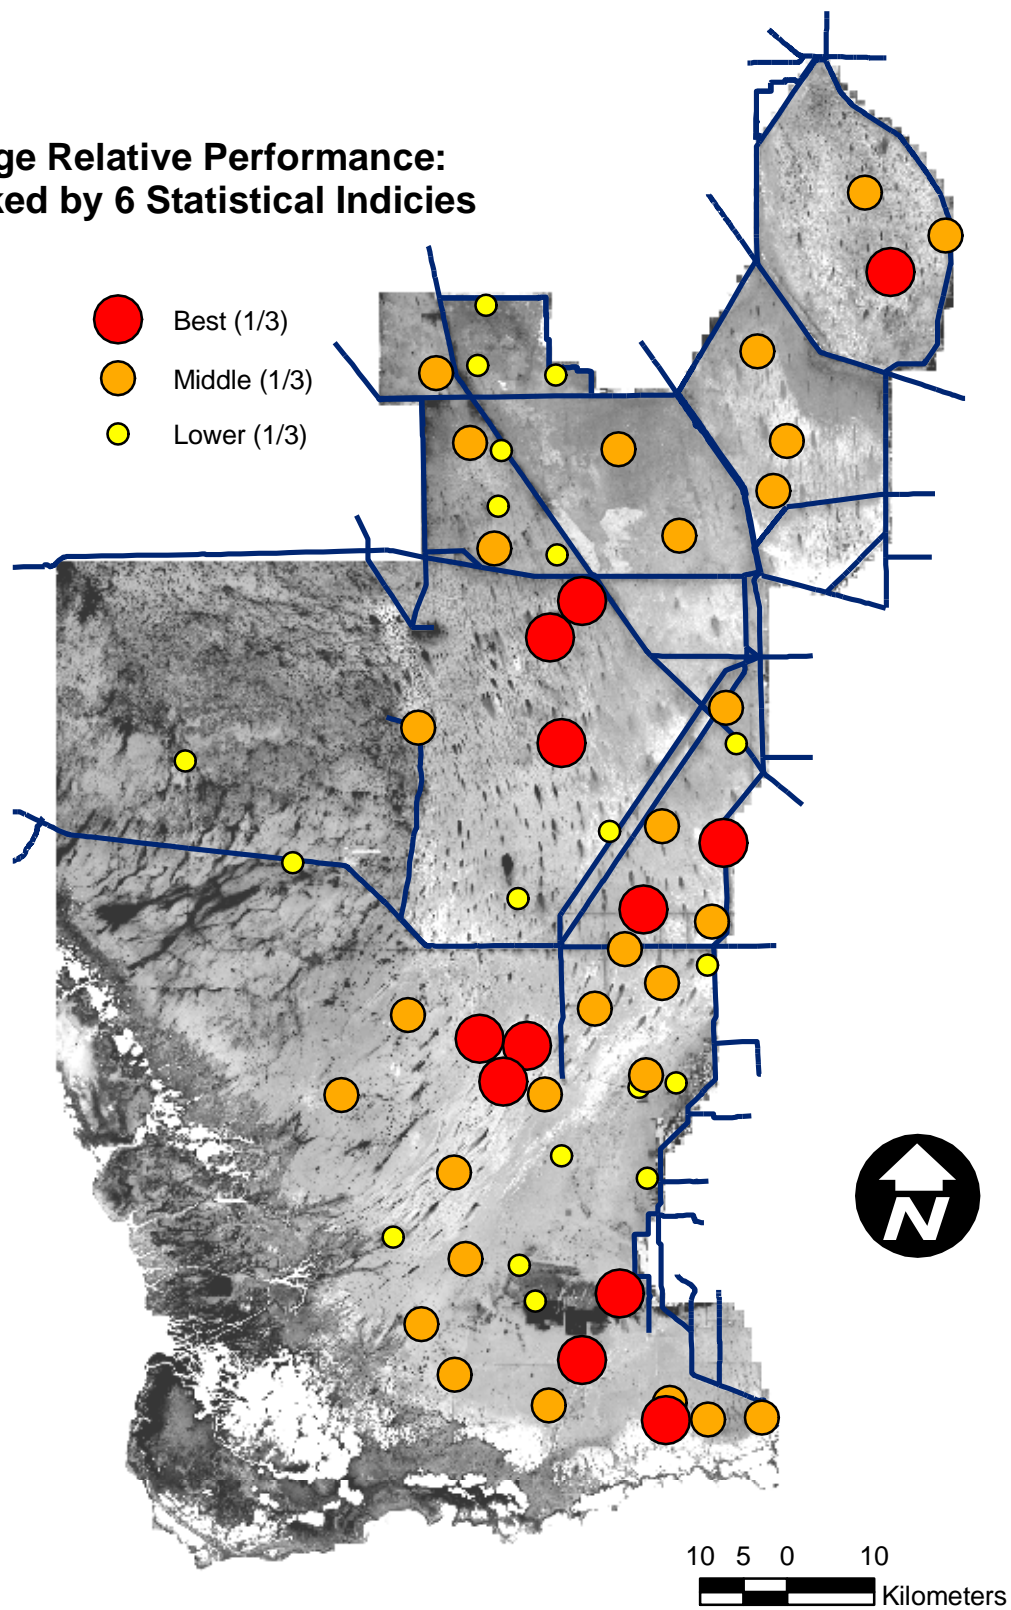 ge Relative Performance:
ked by 6 Statistical Indicies
Best (1/3)
Middle (1/3)
Lower (1/3)
N
10 5 0 10
Kilometers